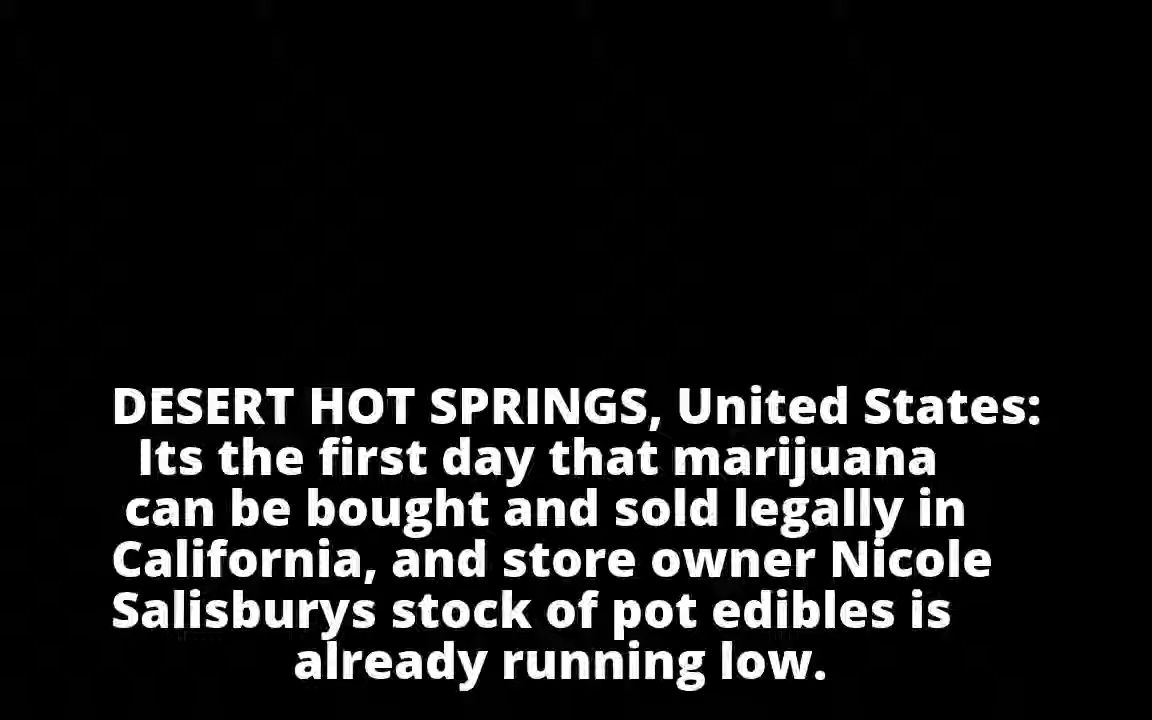 DESERT HOT SPRINGS, United States:
Its the first day that marijuana
can be bought and sold legally in
California, and store owner Nicole
Salisburys stock of pot edibles is
already running low.